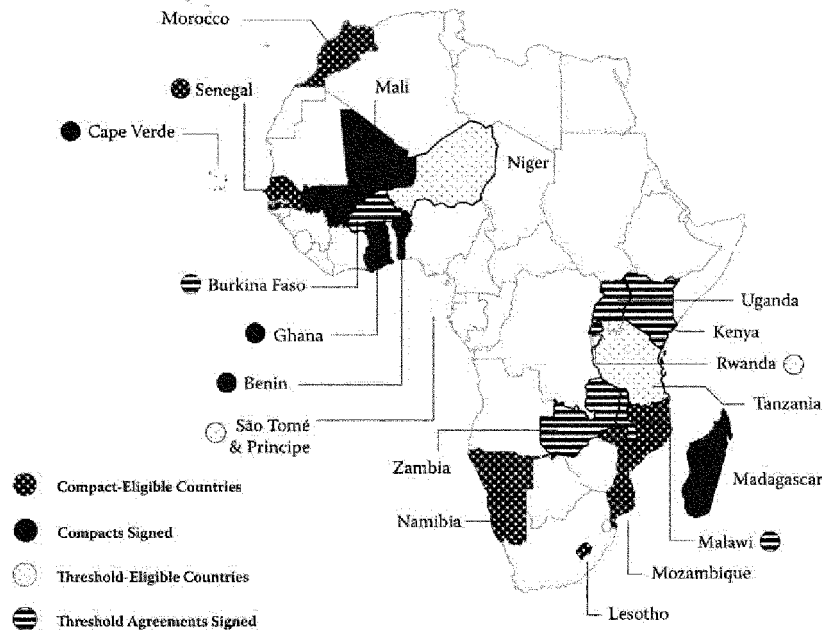 Morocco
Senegal
Mali
Cape Verde
Niger
Burkina Faso
Uganda
Ghana
Kenya
Rwanda
Benin
Tanzania
São Tomé
& Principe
Zambia
Madagascar
Compact-Eligible Countries
Namibia
Compacts Signed
Malawi
Threshold-Eligible Countries
Mozambique
Threshold Agreements Signed
Lesotho